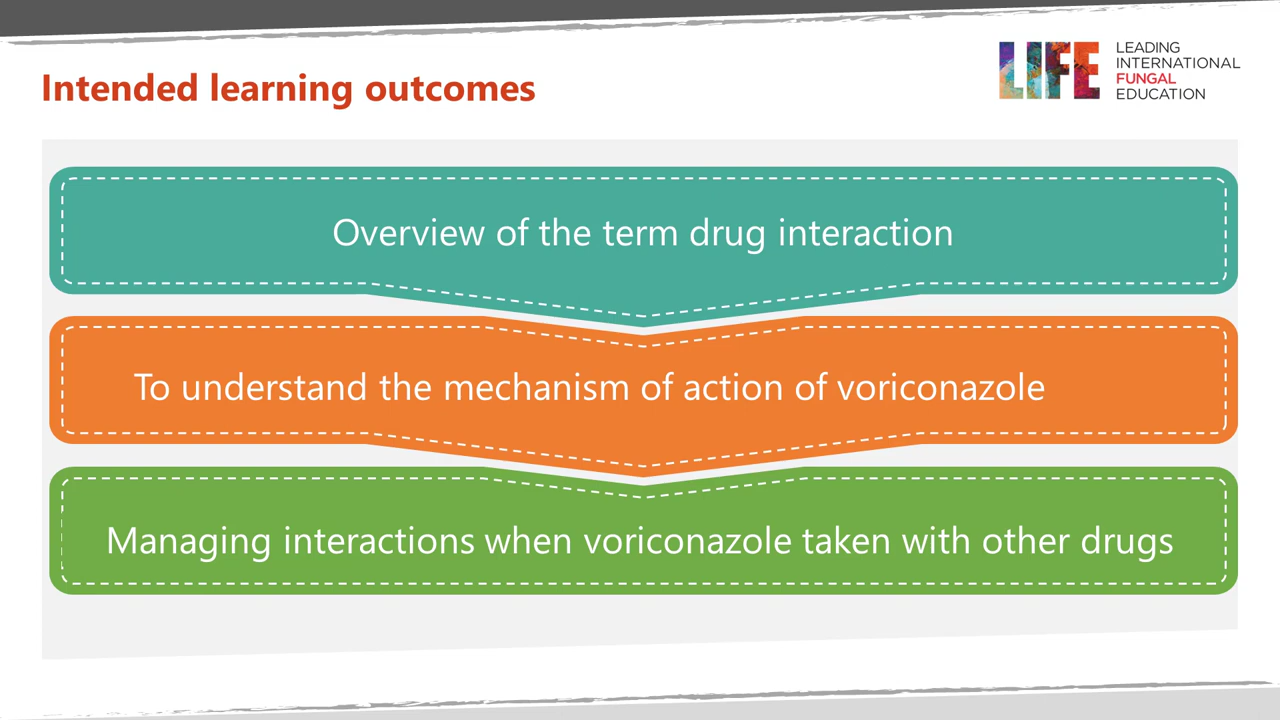 Intended learning outcomes
LIFE
LEADING
INTERNATIONAL
FUNGAL
EDUCATION
Overview of the term drug interaction
To understand the mechanism of action of voriconazole
Managing interactions when voriconazole taken with other drugs